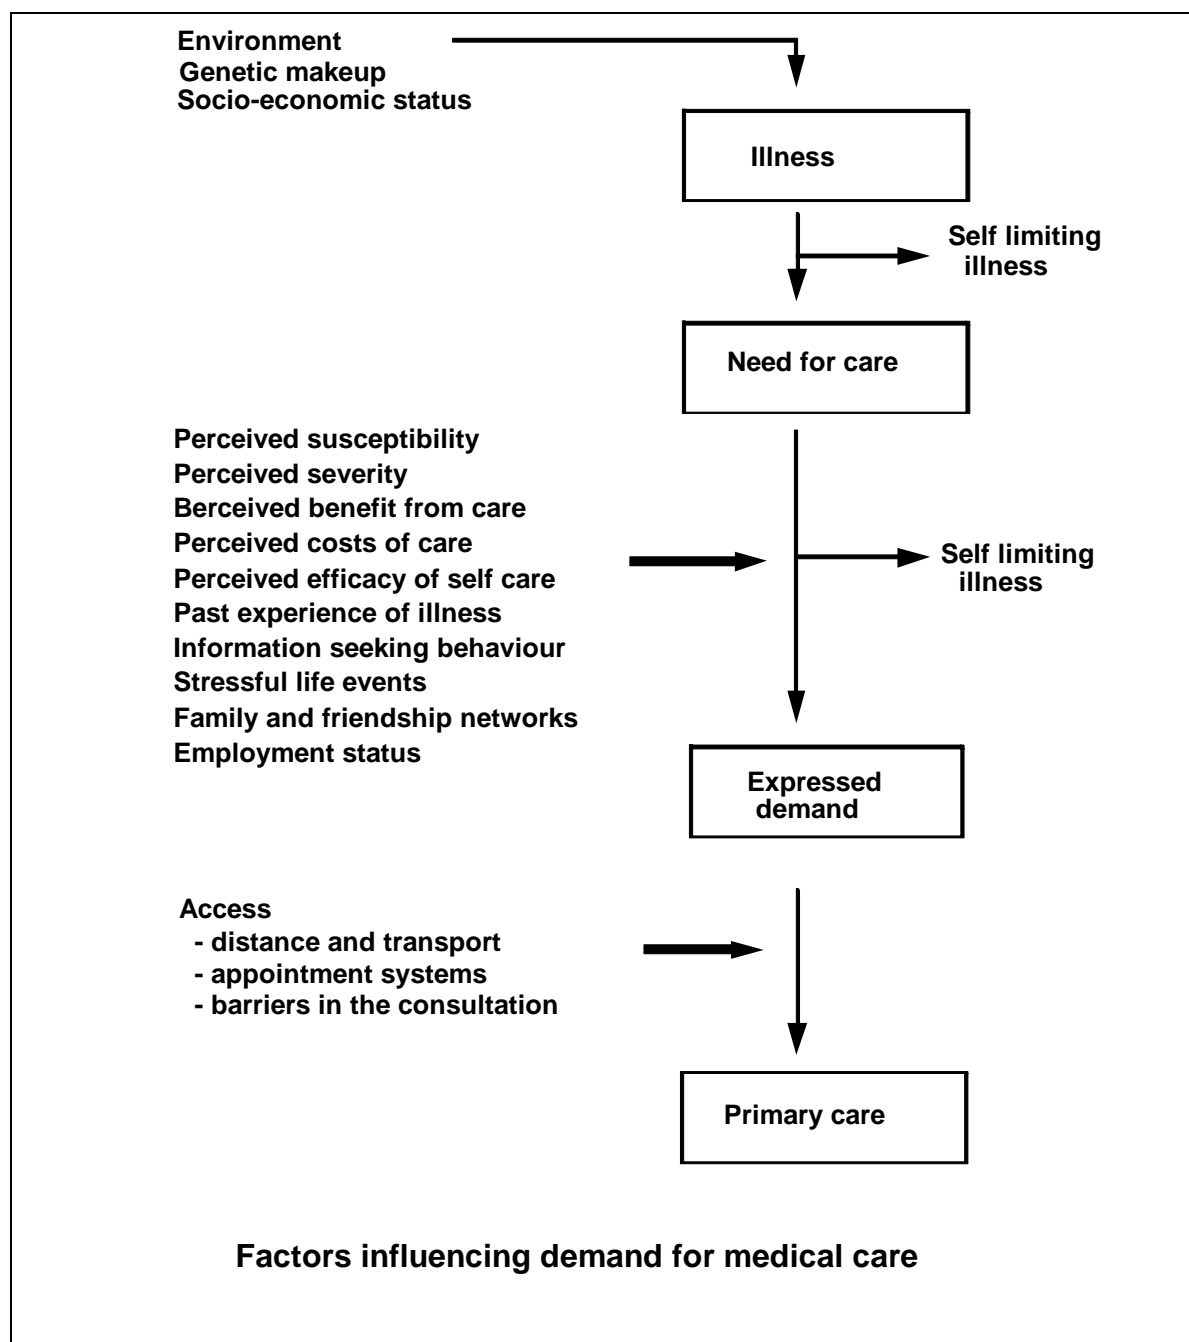 Environment
Genetic makeup
Socio-economic status
Illness
Self limiting
illness
Need for care
Perceived susceptibility
Perceived severity
Berceived benefit from care
Perceived costs of care
Perceived efficacy of self care
Past experience of illness
Information seeking behaviour
Stressful life events
Family and friendship networks
Employment status
Self limiting
illness
Expressed
demand
Access
- distance and transport
- appointment systems
- barriers in the consultation
Primary care
Factors influencing demand for medical care